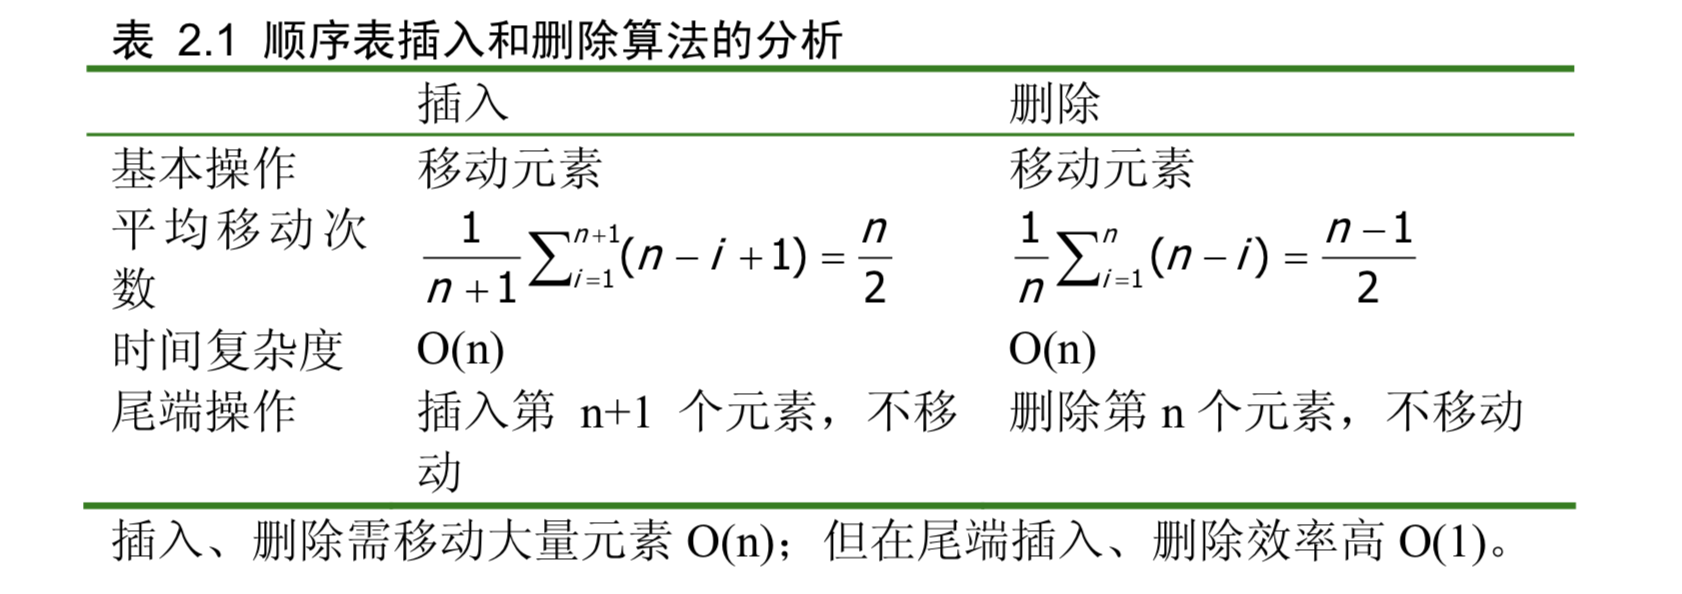 表 2.1 顺序表插入和删除算法的分析
插入 删除
基本操作 移动元素 移动元素
平均移动次数 \frac{1}{n+1}\sum_{i=1}^{n+1}(n-i+1)=\frac{n}{2} \frac{1}{n}\sum_{i=1}^{n}(n-i)=\frac{n-1}{2}
时间复杂度 O(n) O(n)
尾端操作 插入第 n+1 个元素，不移动 删除第 n 个元素，不移动
插入、删除需移动大量元素 O(n)；但在尾端插入、删除效率高 O(1)。